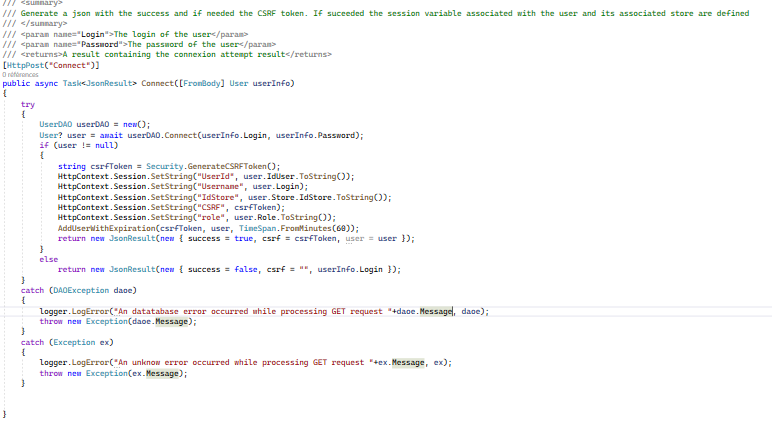 /// <summary>
/// Generate a json with the success and if needed the CSRF token. If suceeded the session variable associated with the user and its associated store are defined
/// </summary>
/// <param name="Login">The login of the user</param>
/// <param name="Password">The password of the user</param>
/// <returns>A result containing the connexion attempt result</returns>
[HttpPost("Connect")]
0 références
public async Task<JsonResult> Connect([FromBody] User userInfo)
{
try
{
UserDAO userDAO = new();
User? user = await userDAO.Connect(userInfo.Login, userInfo.Password);
if (user != null)
{
string csrfToken = Security.GenerateCSRFToken();
HttpContext.Session.SetString("UserId", user.IdUser.ToString());
HttpContext.Session.SetString("Username", user.Login);
HttpContext.Session.SetString("IdStore", user.Store.IdStore.ToString());
HttpContext.Session.SetString("CSRF", csrfToken);
HttpContext.Session.SetString("role", user.Role.ToString());
AddUserWithExpiration(csrfToken, user, TimeSpan.FromMinutes(60));
return new JsonResult(new { success = true, csrf = csrfToken, user = user });
}
else
return new JsonResult(new { success = false, csrf = "", userInfo.Login });
}
catch (DAOException daoe)
{
logger.LogError("An datatabase error occurred while processing GET request "+daoe.Message, daoe);
throw new Exception(daoe.Message);
}
catch (Exception ex)
{
logger.LogError("An unknow error occurred while processing GET request "+ex.Message, ex);
throw new Exception(ex.Message);
}
}